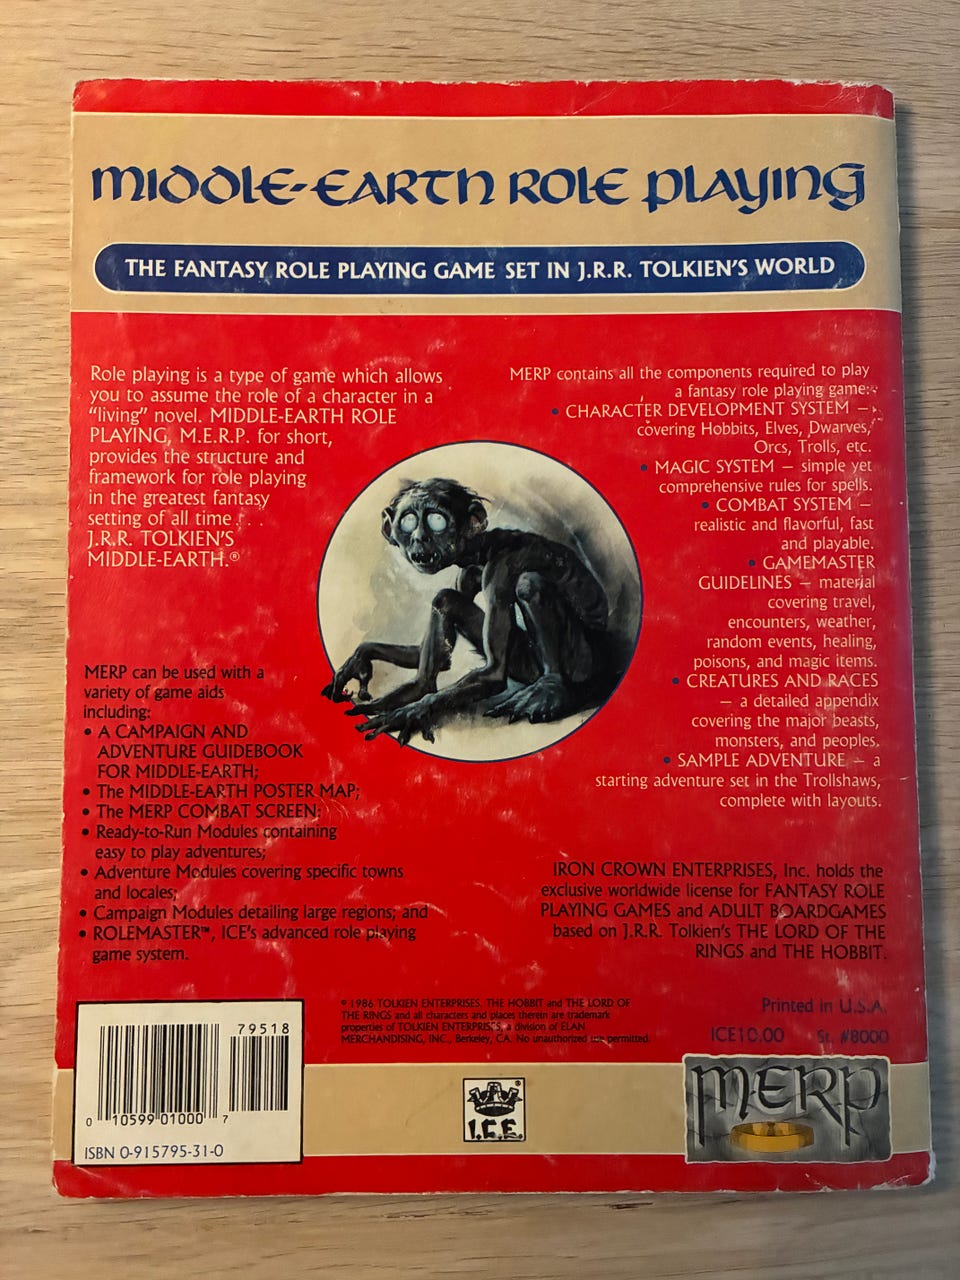 MIDDLE-EARTH ROLE PLAYING
THE FANTASY ROLE PLAYING GAME SET IN J.R.R. TOLKIEN'S WORLD
Role playing is a type of game which allows
you to assume the role of a character in a
"living" novel. MIDDLE-EARTH ROLE
PLAYING, M.E.R.P. for short,
provides the structure and
framework for role playing
in the greatest fantasy
setting of all time . . .
J.R.R. TOLKIEN'S
MIDDLE-EARTH.®
MERP can be used with a
variety of game aids
including:
• A CAMPAIGN AND
ADVENTURE GUIDEBOOK
FOR MIDDLE-EARTH;
• The MIDDLE-EARTH POSTER MAP;
• The MERP COMBAT SCREEN;
• Ready-to-Run Modules containing
easy to play adventures;
• Adventure Modules covering specific towns
and locales;
• Campaign Modules detailing large regions; and
• ROLEMASTER™, ICE's advanced role playing
game system.
MERP contains all the components required to play
a fantasy role playing game:
• CHARACTER DEVELOPMENT SYSTEM —
covering Hobbits, Elves, Dwarves,
Orcs, Trolls, etc.
• MAGIC SYSTEM — simple yet
comprehensive rules for spells.
• COMBAT SYSTEM —
realistic and flavorful, fast
and playable.
• GAMEMASTER
GUIDELINES — material
covering travel,
encounters, weather,
random events, healing,
poisons, and magic items.
• CREATURES AND RACES
— a detailed appendix
covering the major beasts,
monsters, and peoples.
• SAMPLE ADVENTURE — a
starting adventure set in the Trollshaws,
complete with layouts.
IRON CROWN ENTERPRISES, Inc. holds the
exclusive worldwide license for FANTASY ROLE
PLAYING GAMES and ADULT BOARDGAMES
based on J.R.R. Tolkien's THE LORD OF THE
RINGS and THE HOBBIT.
© 1986 TOLKIEN ENTERPRISES. THE HOBBIT and THE LORD OF
THE RINGS and all characters and places therein are trademark
properties of TOLKIEN ENTERPRISES, a division of ELAN
MERCHANDISING, INC., Berkeley, CA. No unauthorized use permitted.
Printed in U.S.A.
ICE10.00 St. #8000
79518
0 10599 01000 7
ISBN 0-915795-31-0
I.C.E.®
MERP